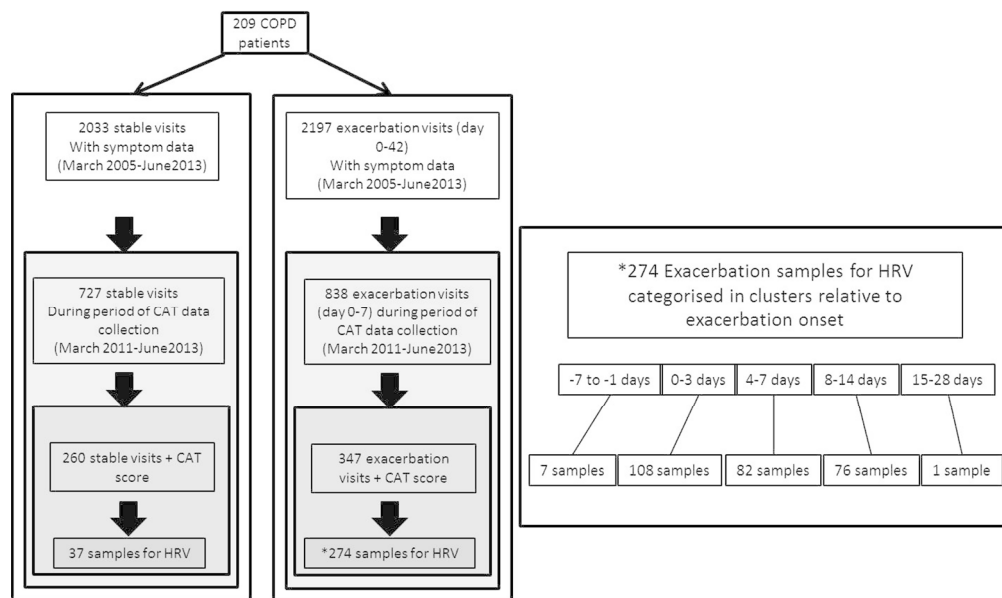 209 COPD
patients
2033 stable visits
With symptom data
(March 2005-June2013)
727 stable visits
During period of CAT data
collection
(March 2011-June2013)
260 stable visits + CAT
score
37 samples for HRV
2197 exacerbation visits (day
0-42)
With symptom data
(March 2005-June2013)
838 exacerbation visits
(day 0-7) during period of
CAT data collection
(March 2011-June2013)
347 exacerbation
visits + CAT score
*274 samples for HRV
*274 Exacerbation samples for HRV
categorised in clusters relative to
exacerbation onset
-7 to -1 days 0-3 days 4-7 days 8-14 days 15-28 days
7 samples 108 samples 82 samples 76 samples 1 sample